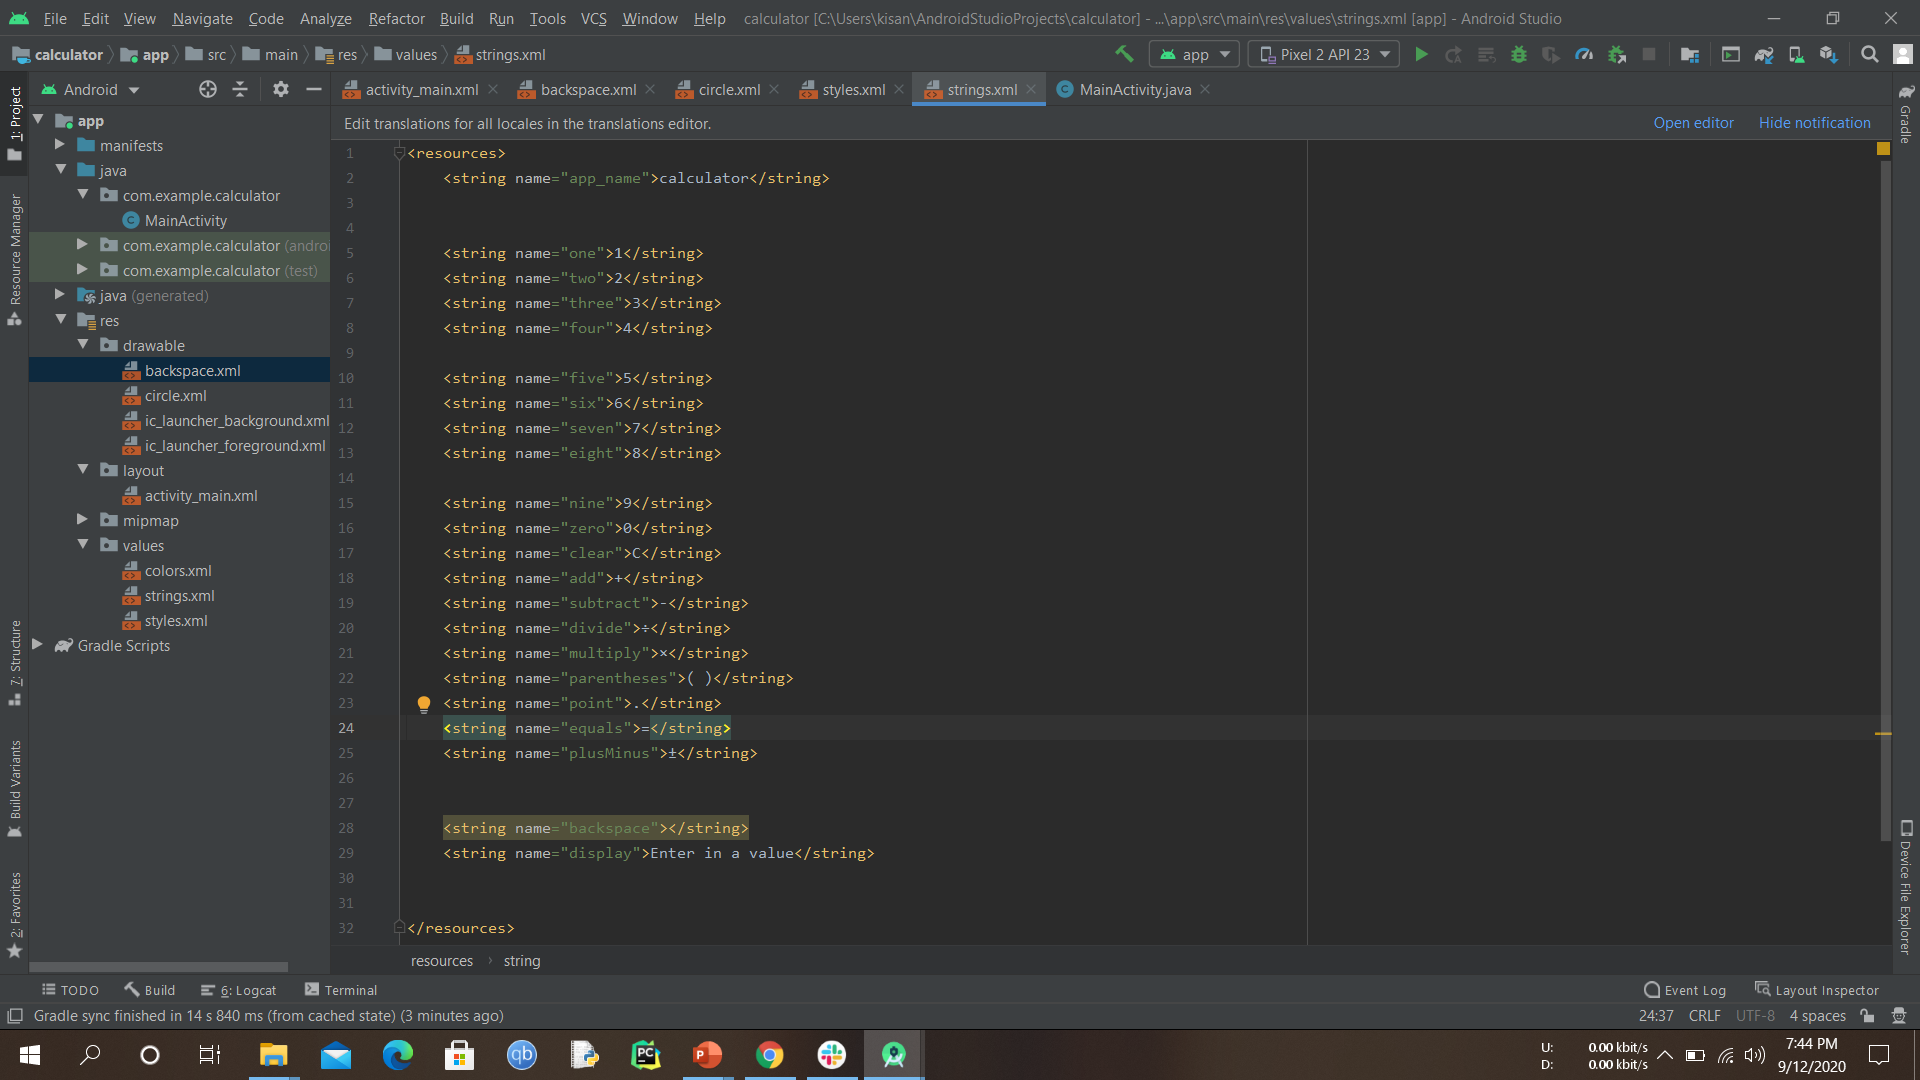 File Edit View Navigate Code Analyze Refactor Build Run Tools VCS Window Help calculator [C:\Users\kisan\AndroidStudioProjects\calculator] - ...\app\src\main\res\values\strings.xml [app] - Android Studio
calculator app src main res values strings.xml app Pixel 2 API 23
Android activity_main.xml backspace.xml circle.xml styles.xml strings.xml MainActivity.java
Edit translations for all locales in the translations editor. Open editor Hide notification
1: Project
Resource Manager
7: Structure
Build Variants
2: Favorites
app
manifests
java
com.example.calculator
MainActivity
com.example.calculator (andro
com.example.calculator (test)
java (generated)
res
drawable
backspace.xml
circle.xml
ic_launcher_background.xml
ic_launcher_foreground.xml
layout
activity_main.xml
mipmap
values
colors.xml
strings.xml
styles.xml
Gradle Scripts
1 <resources>
2 <string name="app_name">calculator</string>
3
4
5 <string name="one">1</string>
6 <string name="two">2</string>
7 <string name="three">3</string>
8 <string name="four">4</string>
9
10 <string name="five">5</string>
11 <string name="six">6</string>
12 <string name="seven">7</string>
13 <string name="eight">8</string>
14
15 <string name="nine">9</string>
16 <string name="zero">0</string>
17 <string name="clear">C</string>
18 <string name="add">+</string>
19 <string name="subtract">-</string>
20 <string name="divide">÷</string>
21 <string name="multiply">×</string>
22 <string name="parentheses">( )</string>
23 <string name="point">.</string>
24 <string name="equals">=</string>
25 <string name="plusMinus">±</string>
26
27
28 <string name="backspace"></string>
29 <string name="display">Enter in a value</string>
30
31
32 </resources>
resources string
Gradle
Device File Explorer
TODO Build 6: Logcat Terminal Event Log Layout Inspector
Gradle sync finished in 14 s 840 ms (from cached state) (3 minutes ago) 24:37 CRLF UTF-8 4 spaces
qb PC P
U: 0.00 kbit/s
D: 0.00 kbit/s
7:44 PM
9/12/2020